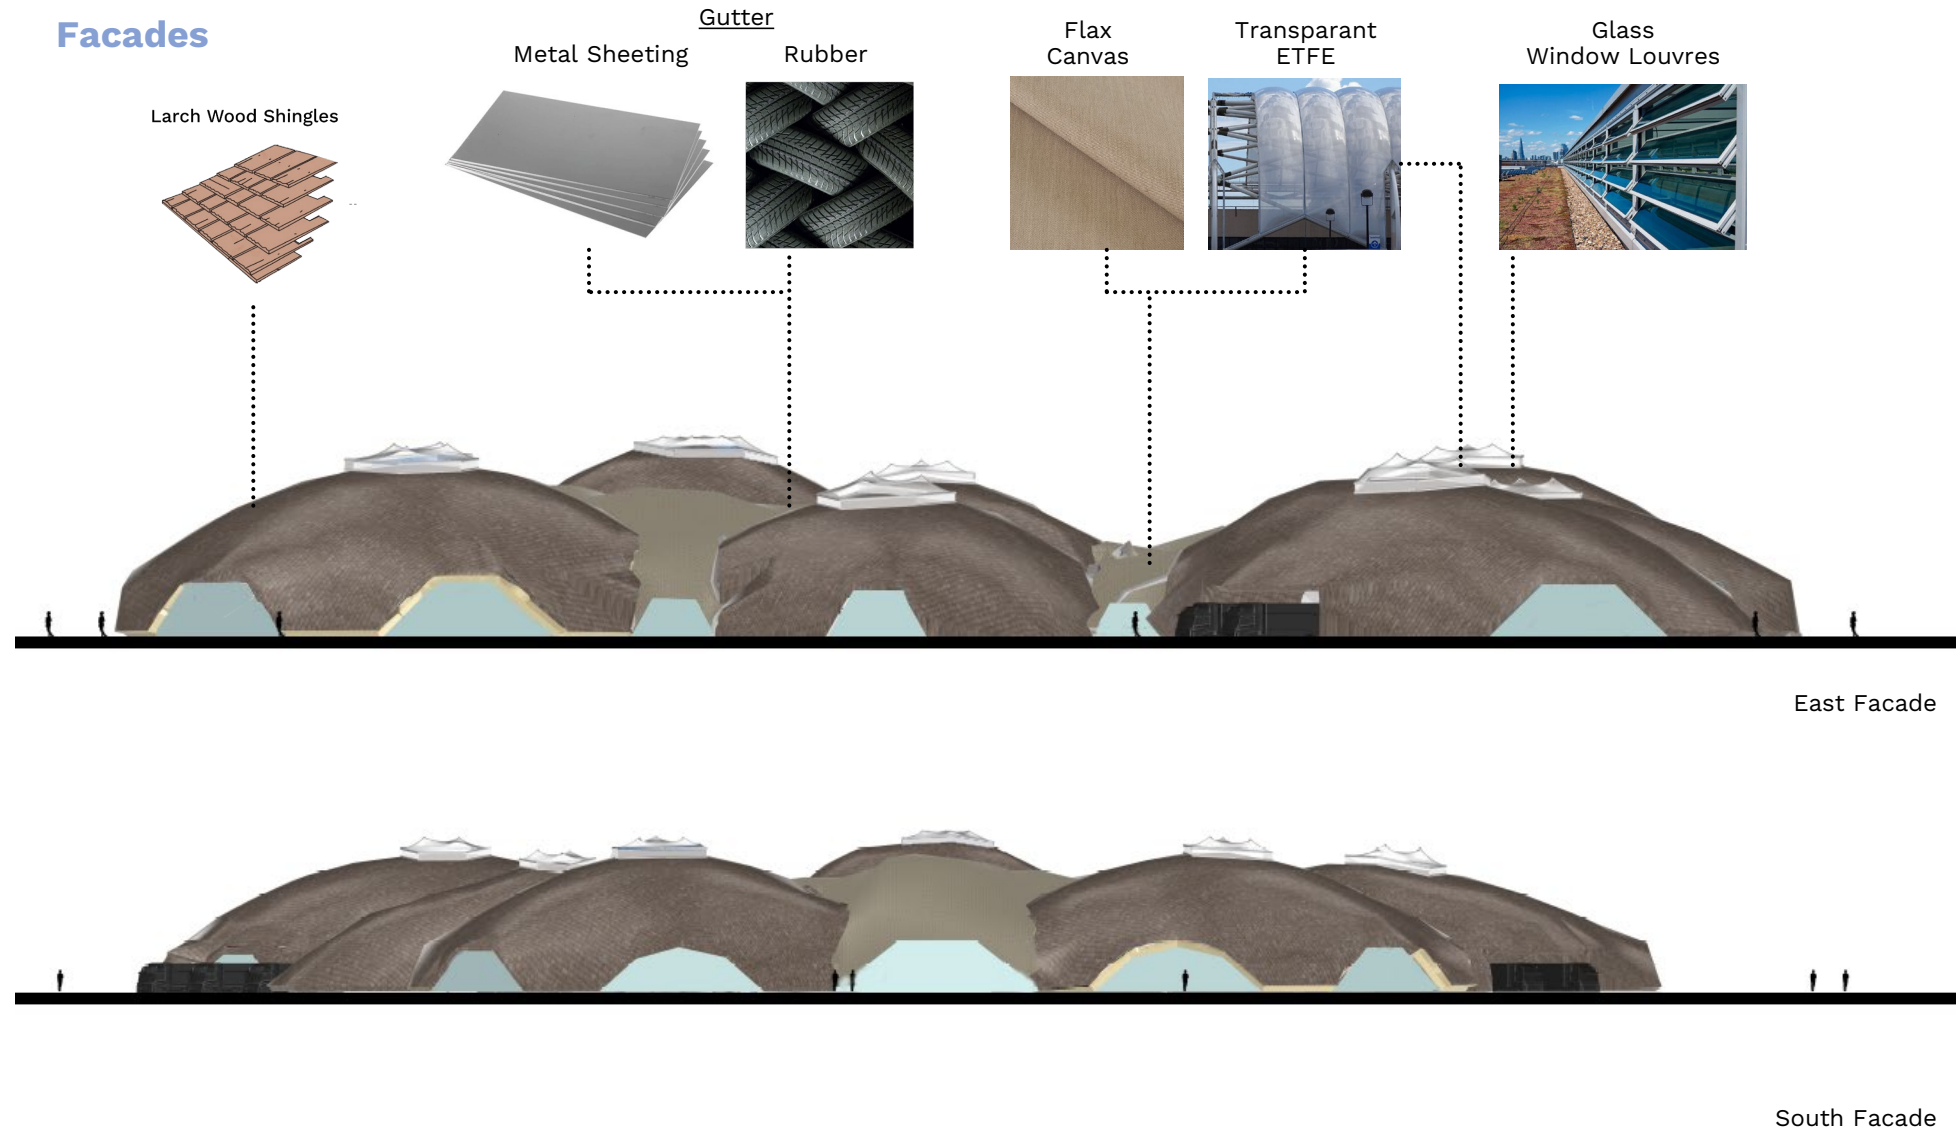 Facades
Gutter
Metal Sheeting
Rubber
Flax
Canvas
Transparant
ETFE
Glass
Window Louvres
Larch Wood Shingles
East Facade
South Facade